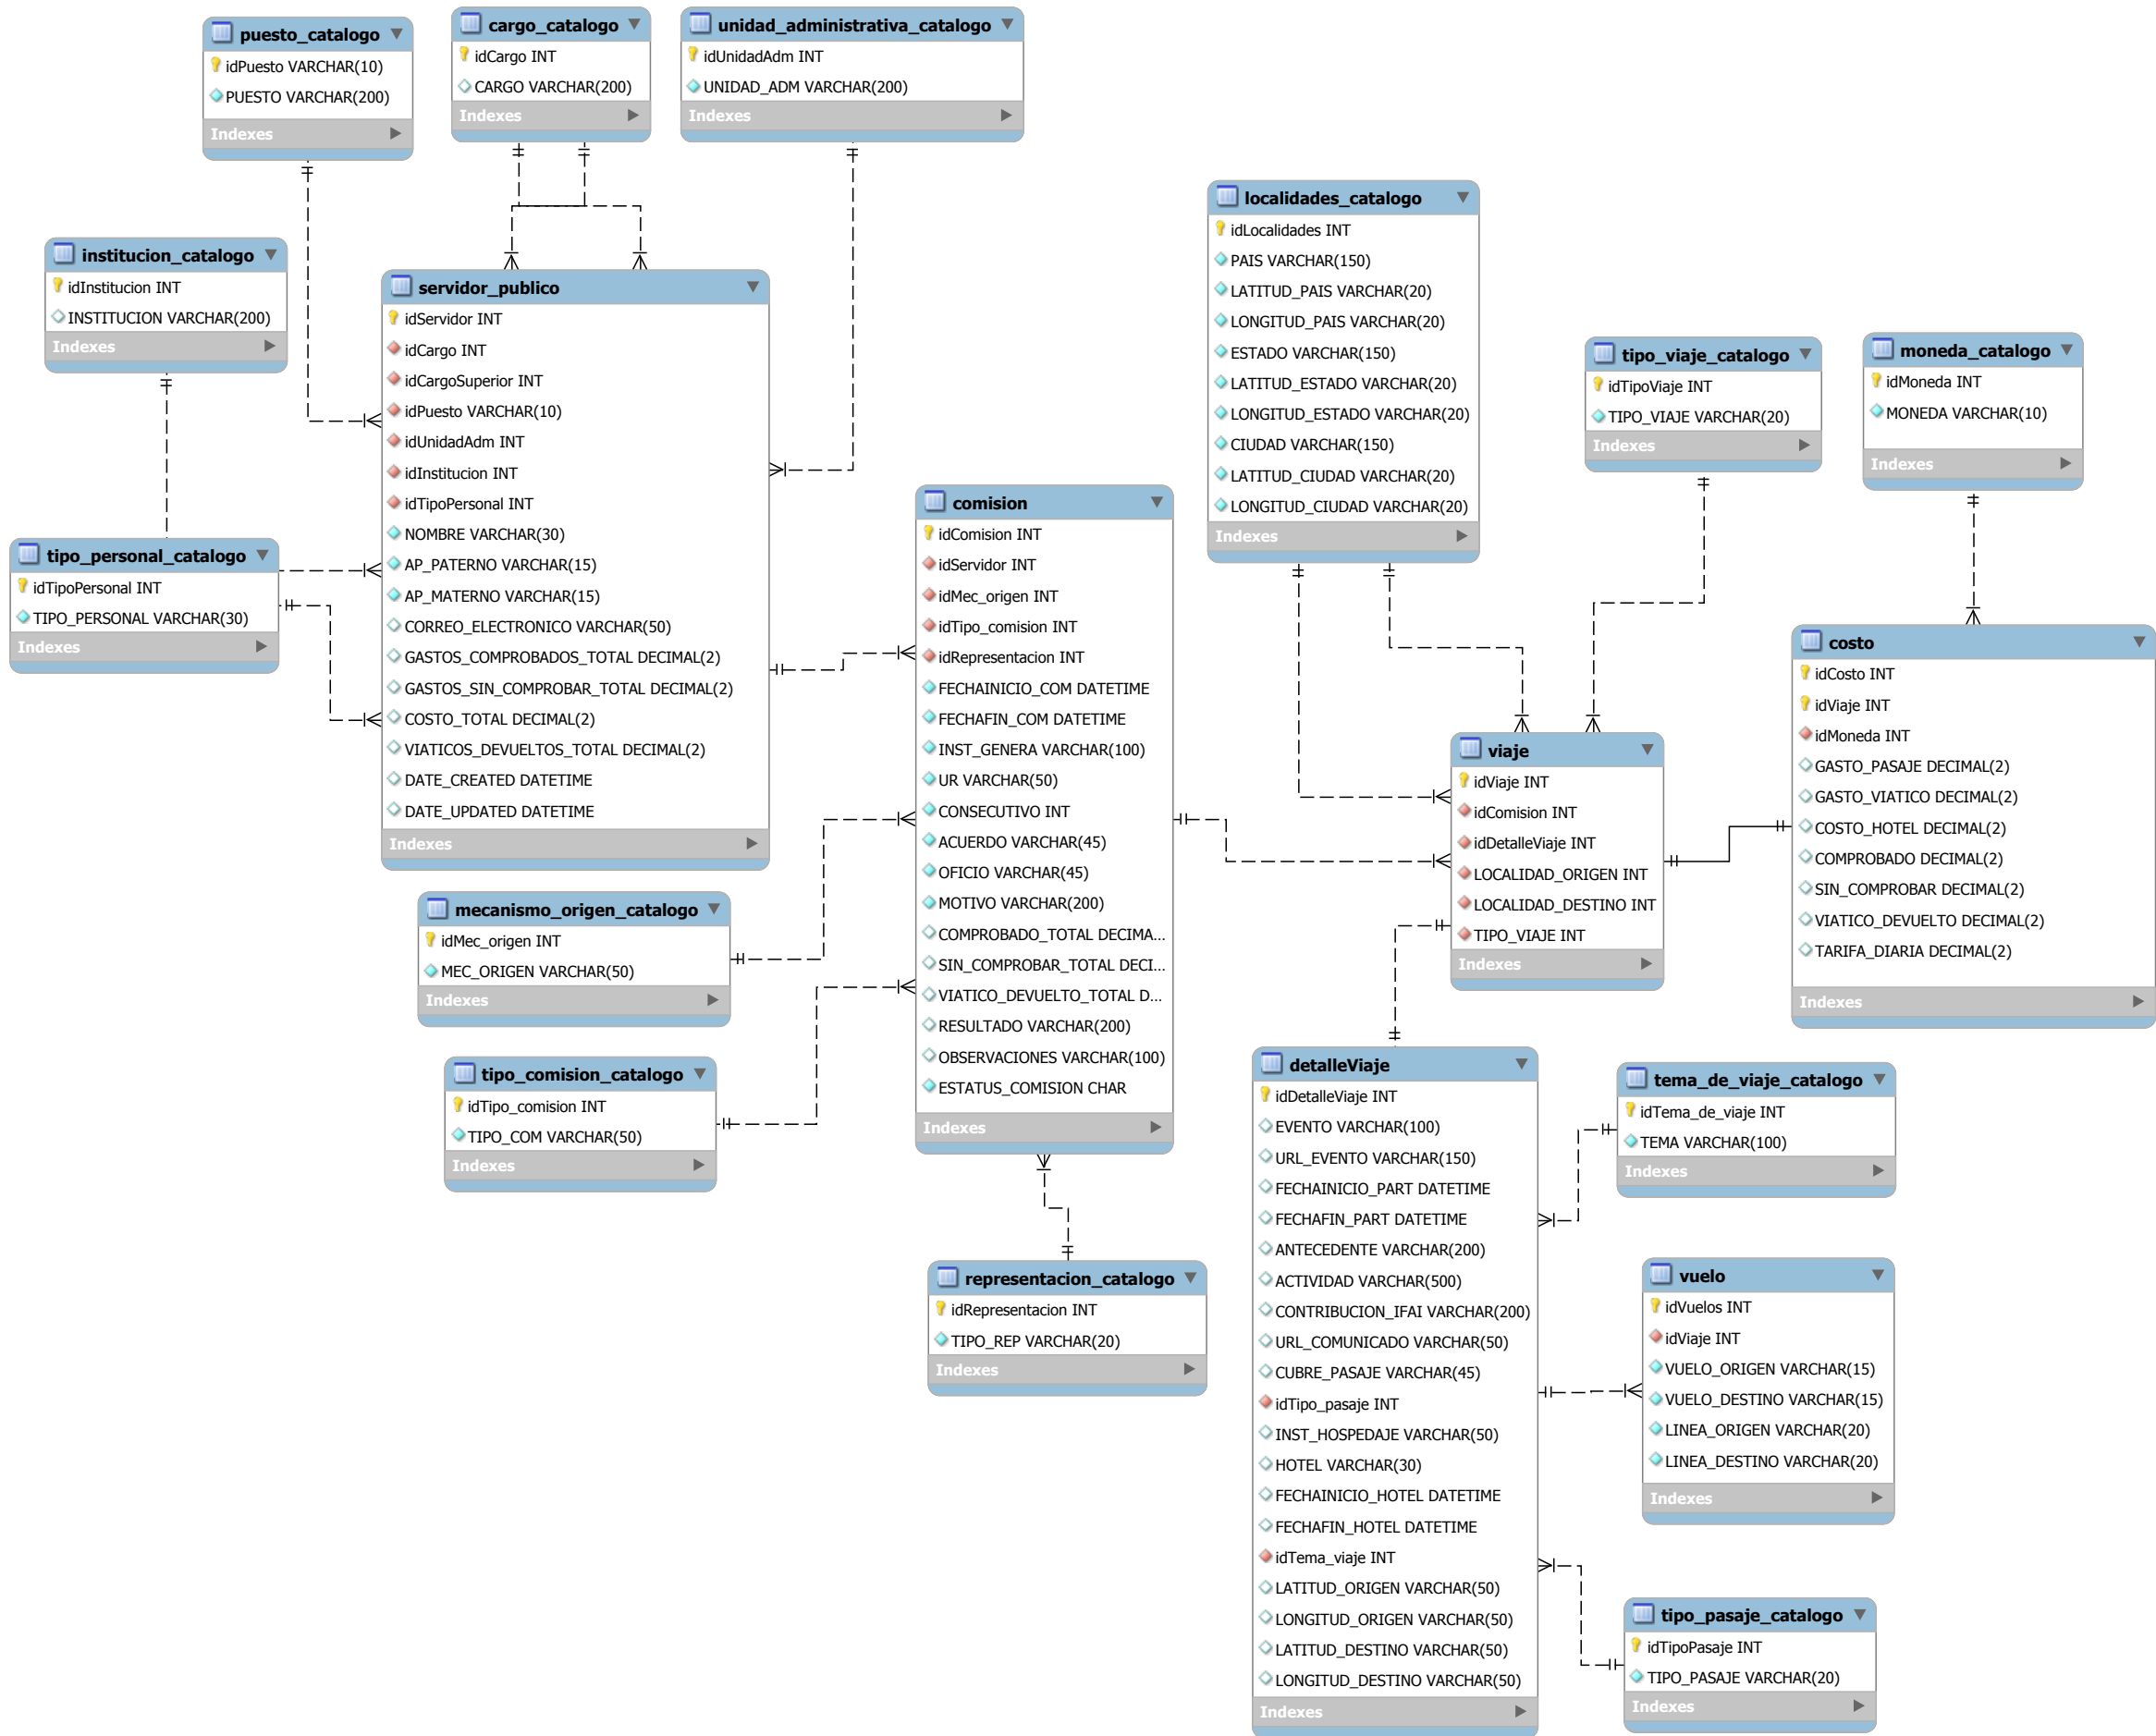 puesto_catalogo
idPuesto VARCHAR(10)
PUESTO VARCHAR(200)
Indexes
cargo_catalogo
idCargo INT
CARGO VARCHAR(200)
Indexes
unidad_administrativa_catalogo
idUnidadAdm INT
UNIDAD_ADM VARCHAR(200)
Indexes
institucion_catalogo
idInstitucion INT
INSTITUCION VARCHAR(200)
Indexes
tipo_personal_catalogo
idTipoPersonal INT
TIPO_PERSONAL VARCHAR(30)
Indexes
servidor_publico
idServidor INT
idCargo INT
idCargoSuperior INT
idPuesto VARCHAR(10)
idUnidadAdm INT
idInstitucion INT
idTipoPersonal INT
NOMBRE VARCHAR(30)
AP_PATERNO VARCHAR(15)
AP_MATERNO VARCHAR(15)
CORREO_ELECTRONICO VARCHAR(50)
GASTOS_COMPROBADOS_TOTAL DECIMAL(2)
GASTOS_SIN_COMPROBAR_TOTAL DECIMAL(2)
COSTO_TOTAL DECIMAL(2)
VIATICOS_DEVUELTOS_TOTAL DECIMAL(2)
DATE_CREATED DATETIME
DATE_UPDATED DATETIME
Indexes
mecanismo_origen_catalogo
idMec_origen INT
MEC_ORIGEN VARCHAR(50)
Indexes
tipo_comision_catalogo
idTipo_comision INT
TIPO_COM VARCHAR(50)
Indexes
comision
idComision INT
idServidor INT
idMec_origen INT
idTipo_comision INT
idRepresentacion INT
FECHAINICIO_COM DATETIME
FECHAFIN_COM DATETIME
INST_GENERA VARCHAR(100)
UR VARCHAR(50)
CONSECUTIVO INT
ACUERDO VARCHAR(45)
OFICIO VARCHAR(45)
MOTIVO VARCHAR(200)
COMPROBADO_TOTAL DECIMA...
SIN_COMPROBAR_TOTAL DECI...
VIATICO_DEVUELTO_TOTAL D...
RESULTADO VARCHAR(200)
OBSERVACIONES VARCHAR(100)
ESTATUS_COMISION CHAR
Indexes
representacion_catalogo
idRepresentacion INT
TIPO_REP VARCHAR(20)
Indexes
localidades_catalogo
idLocalidades INT
PAIS VARCHAR(150)
LATITUD_PAIS VARCHAR(20)
LONGITUD_PAIS VARCHAR(20)
ESTADO VARCHAR(150)
LATITUD_ESTADO VARCHAR(20)
LONGITUD_ESTADO VARCHAR(20)
CIUDAD VARCHAR(150)
LATITUD_CIUDAD VARCHAR(20)
LONGITUD_CIUDAD VARCHAR(20)
Indexes
tipo_viaje_catalogo
idTipoViaje INT
TIPO_VIAJE VARCHAR(20)
Indexes
moneda_catalogo
idMoneda INT
MONEDA VARCHAR(10)
Indexes
costo
idCosto INT
idViaje INT
idMoneda INT
GASTO_PASAJE DECIMAL(2)
GASTO_VIATICO DECIMAL(2)
COSTO_HOTEL DECIMAL(2)
COMPROBADO DECIMAL(2)
SIN_COMPROBAR DECIMAL(2)
VIATICO_DEVUELTO DECIMAL(2)
TARIFA_DIARIA DECIMAL(2)
Indexes
viaje
idViaje INT
idComision INT
idDetalleViaje INT
LOCALIDAD_ORIGEN INT
LOCALIDAD_DESTINO INT
TIPO_VIAJE INT
Indexes
detalleViaje
idDetalleViaje INT
EVENTO VARCHAR(100)
URL_EVENTO VARCHAR(150)
FECHAINICIO_PART DATETIME
FECHAFIN_PART DATETIME
ANTECEDENTE VARCHAR(200)
ACTIVIDAD VARCHAR(500)
CONTRIBUCION_IFAI VARCHAR(200)
URL_COMUNICADO VARCHAR(50)
CUBRE_PASAJE VARCHAR(45)
idTipo_pasaje INT
INST_HOSPEDAJE VARCHAR(50)
HOTEL VARCHAR(30)
FECHAINICIO_HOTEL DATETIME
FECHAFIN_HOTEL DATETIME
idTema_viaje INT
LATITUD_ORIGEN VARCHAR(50)
LONGITUD_ORIGEN VARCHAR(50)
LATITUD_DESTINO VARCHAR(50)
LONGITUD_DESTINO VARCHAR(50)
Indexes
tema_de_viaje_catalogo
idTema_de_viaje INT
TEMA VARCHAR(100)
Indexes
vuelo
idVuelos INT
idViaje INT
VUELO_ORIGEN VARCHAR(15)
VUELO_DESTINO VARCHAR(15)
LINEA_ORIGEN VARCHAR(20)
LINEA_DESTINO VARCHAR(20)
Indexes
tipo_pasaje_catalogo
idTipoPasaje INT
TIPO_PASAJE VARCHAR(20)
Indexes